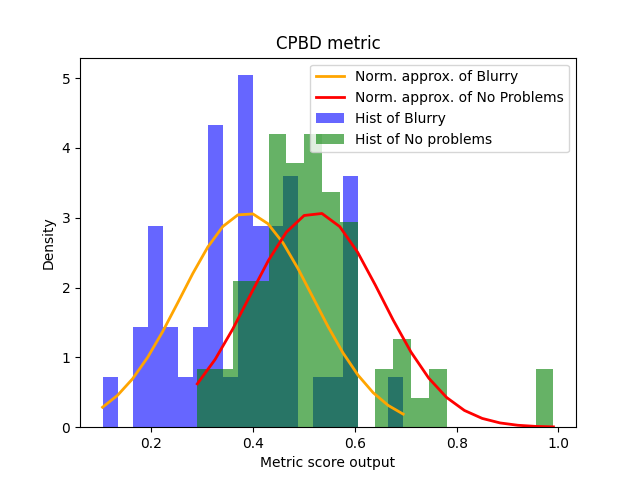 CPBD metric
Norm. approx. of Blurry
Norm. approx. of No Problems
Hist of Blurry
Hist of No problems
Density
5
4
3
2
1
0
0.2 0.4 0.6 0.8 1.0
Metric score output